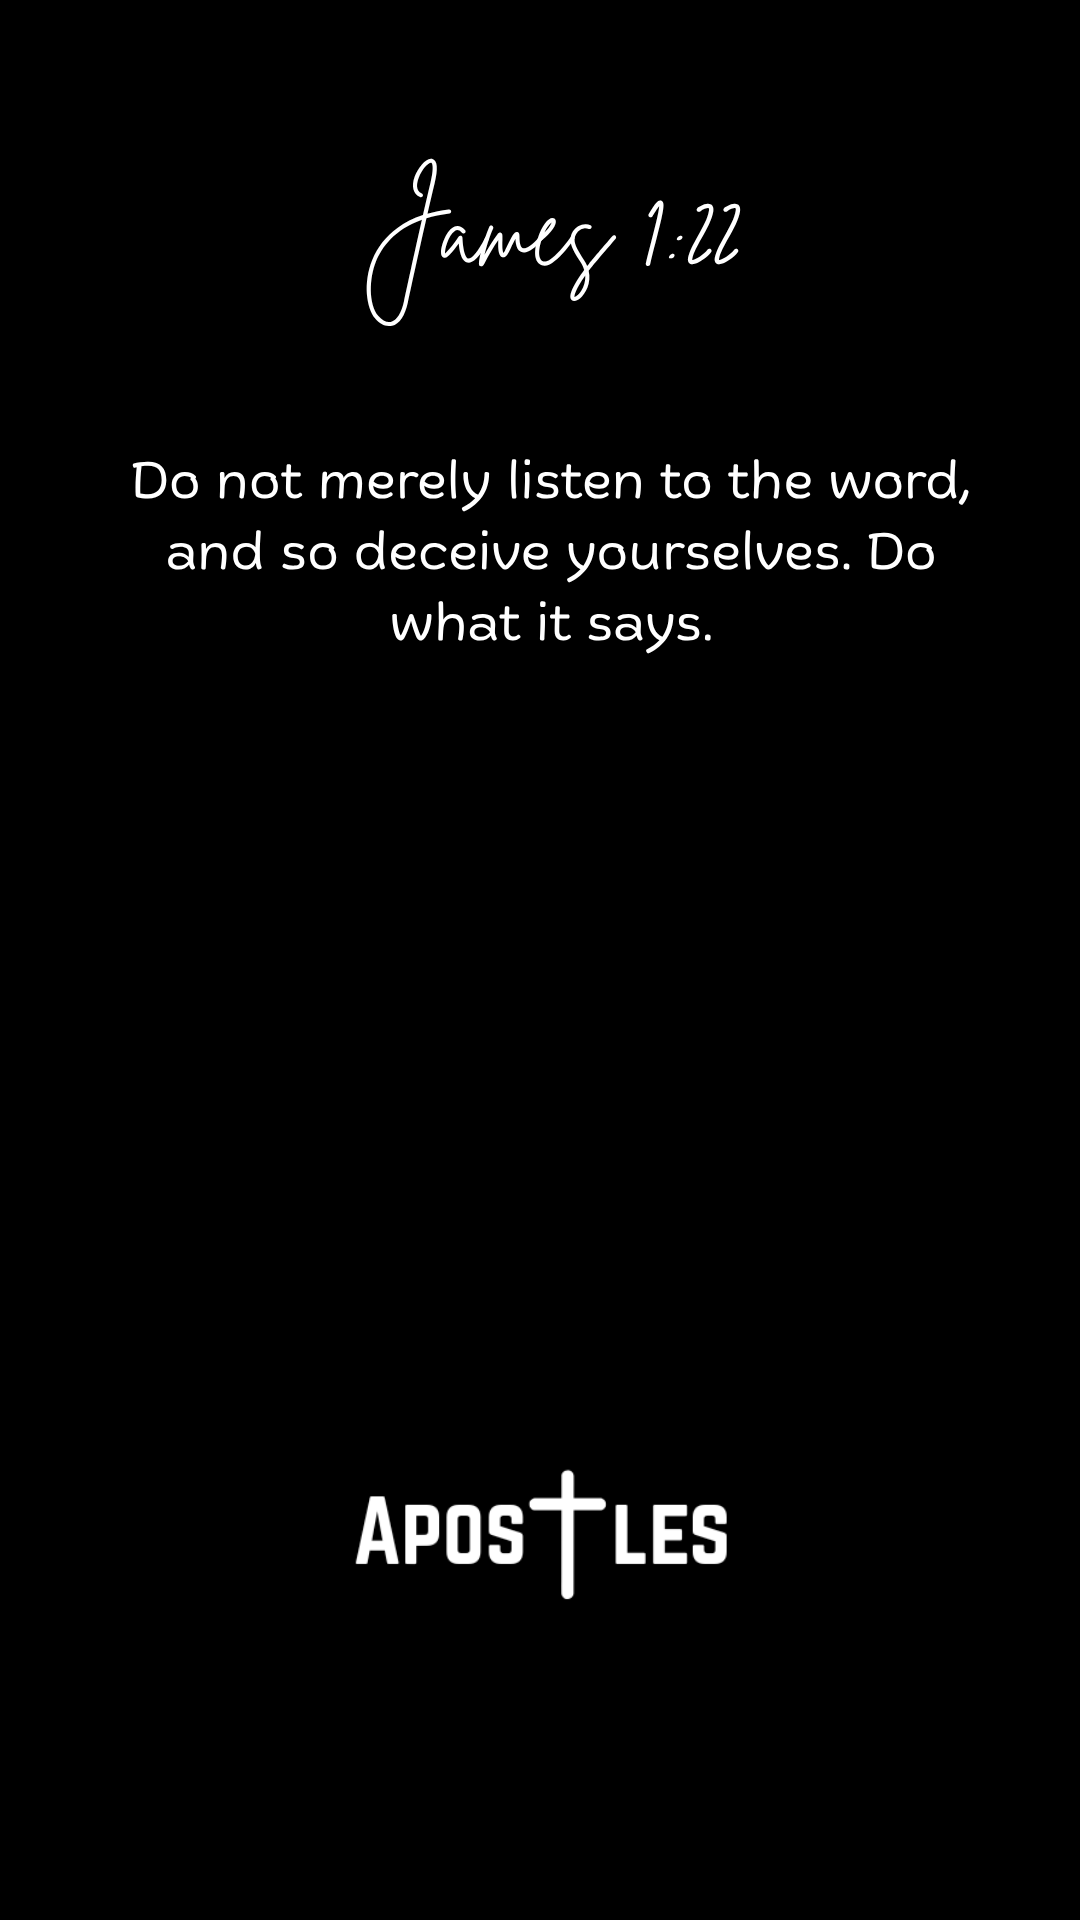 James 1:22
Do not merely listen to the word,
and so deceive yourselves. Do
what it says.
APOSTLES